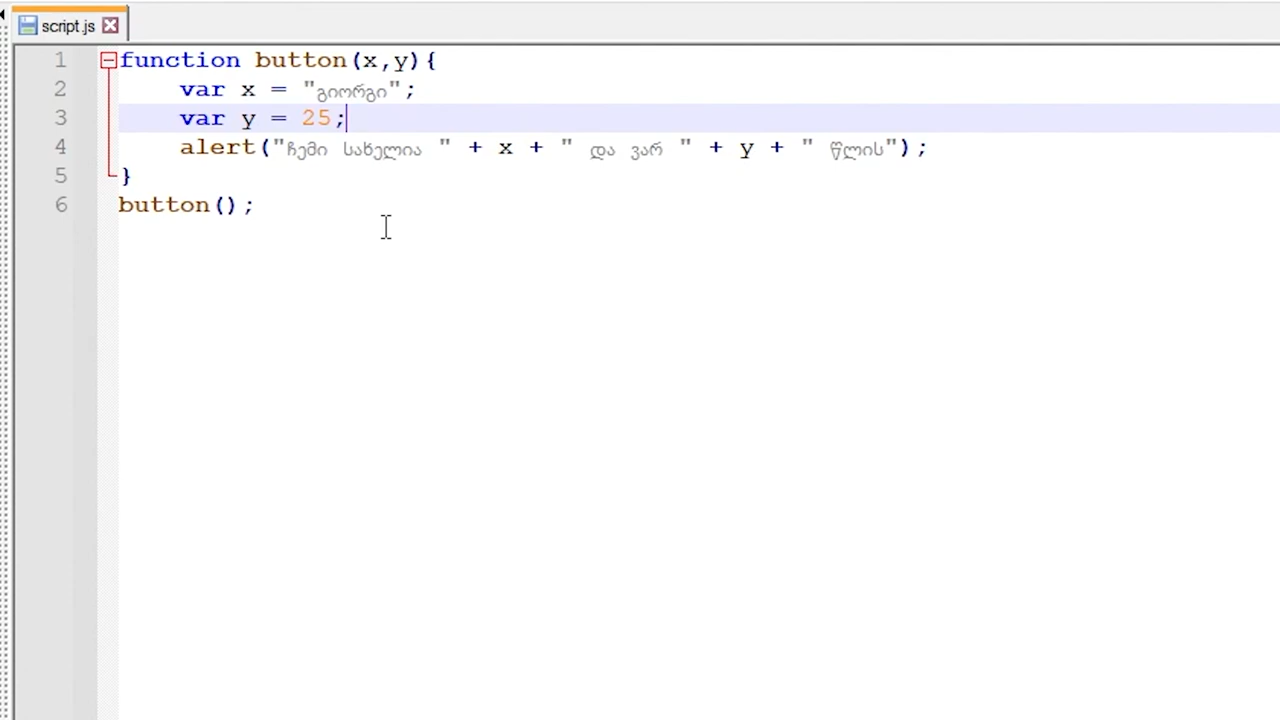 script.js
1 function button(x,y){
2 var x = "გიორგი";
3 var y = 25;
4 alert("ჩემი სახელია " + x + " და ვარ " + y + " წლის");
5 }
6 button();